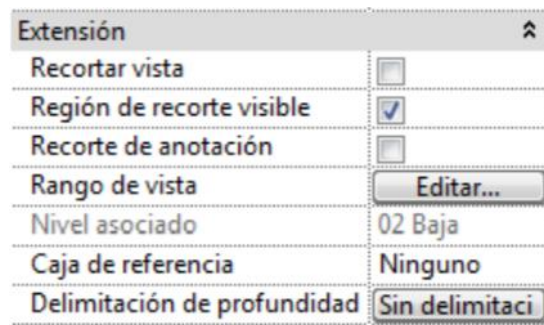 Extensión
Recortar vista
Región de recorte visible
Recorte de anotación
Rango de vista Editar...
Nivel asociado 02 Baja
Caja de referencia Ninguno
Delimitación de profundidad Sin delimitaci